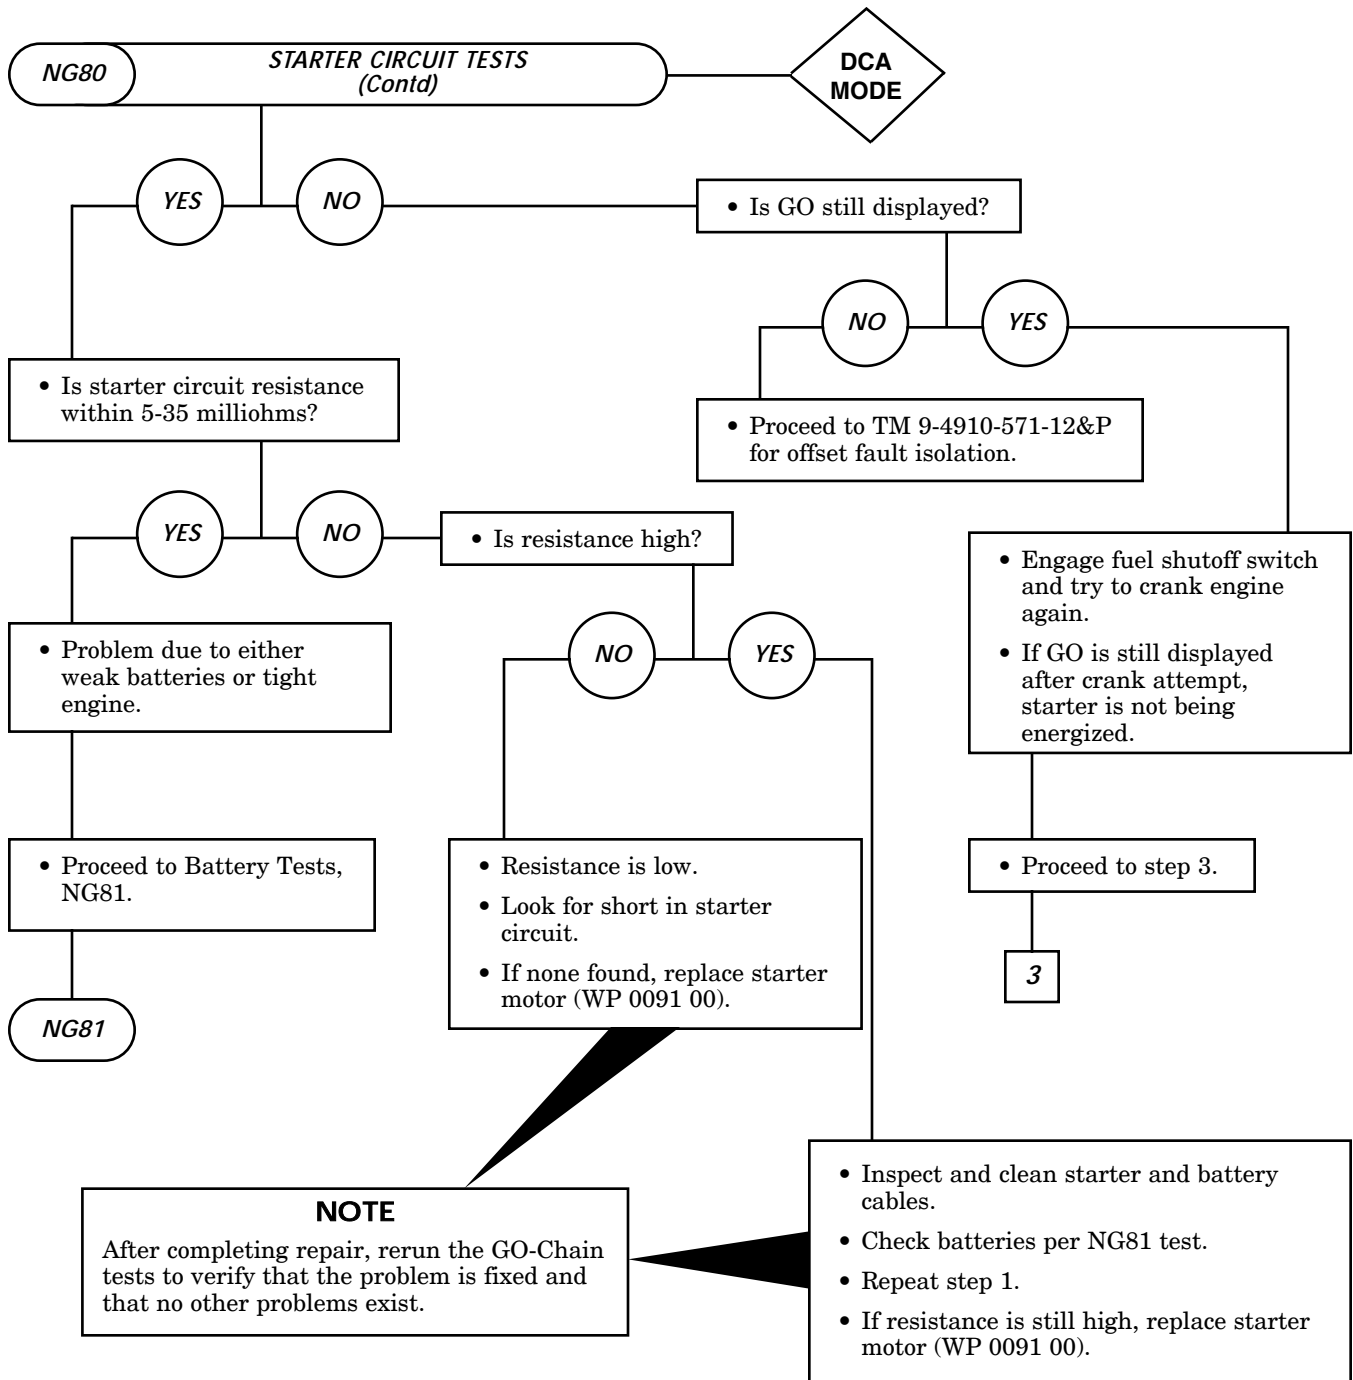 NG80
STARTER CIRCUIT TESTS
(Contd)
DCA
MODE
YES
NO
• Is GO still displayed?
NO
YES
• Is starter circuit resistance
within 5-35 milliohms?
• Proceed to TM 9-4910-571-12&P
for offset fault isolation.
YES
NO
• Is resistance high?
• Engage fuel shutoff switch
and try to crank engine
again.
• If GO is still displayed
after crank attempt,
starter is not being
energized.
• Problem due to either
weak batteries or tight
engine.
NO
YES
• Proceed to Battery Tests,
NG81.
• Resistance is low.
• Look for short in starter
circuit.
• If none found, replace starter
motor (WP 0091 00).
• Proceed to step 3.
3
NG81
NOTE
After completing repair, rerun the GO-Chain
tests to verify that the problem is fixed and
that no other problems exist.
• Inspect and clean starter and battery
cables.
• Check batteries per NG81 test.
• Repeat step 1.
• If resistance is still high, replace starter
motor (WP 0091 00).